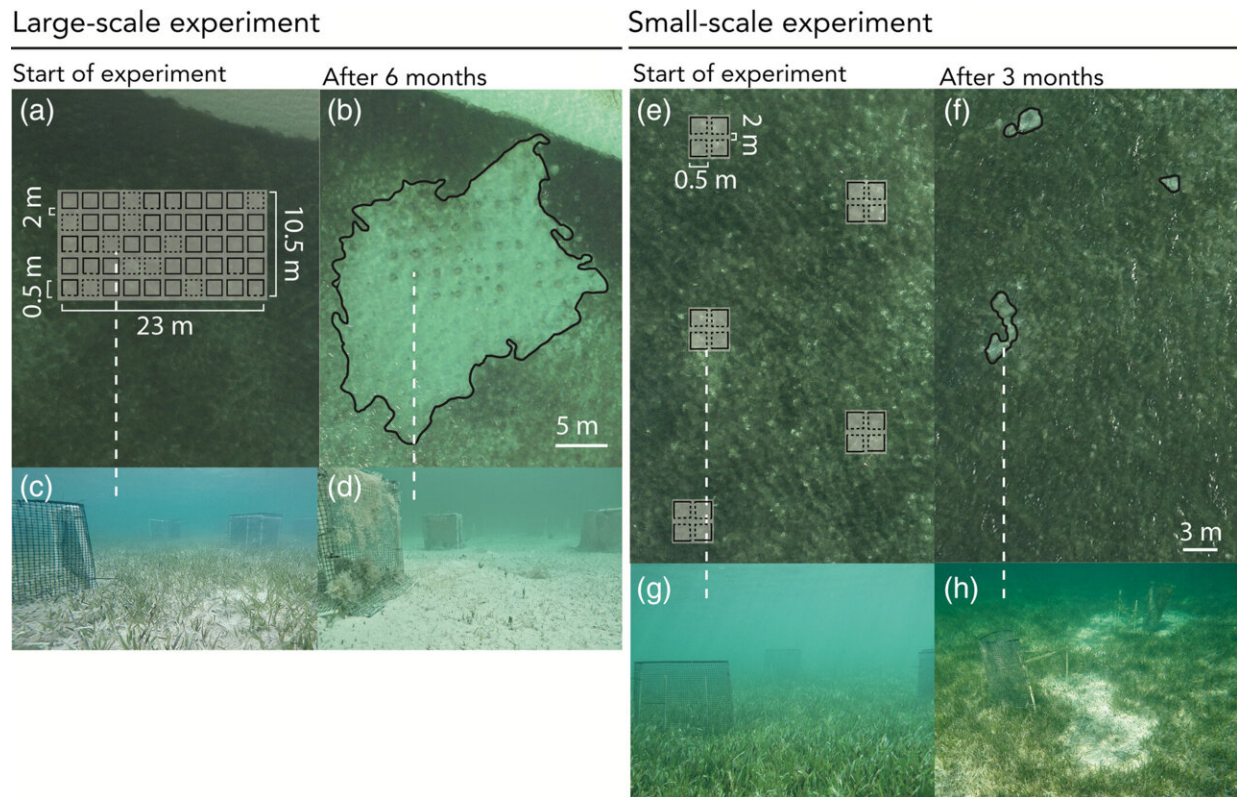 Large-scale experiment
Small-scale experiment
Start of experiment
After 6 months
Start of experiment
After 3 months
(a)
(b)
(e)
(f)
2 m
0.5 m
10.5 m
23 m
5 m
2 m
0.5 m
3 m
(c)
(d)
(g)
(h)